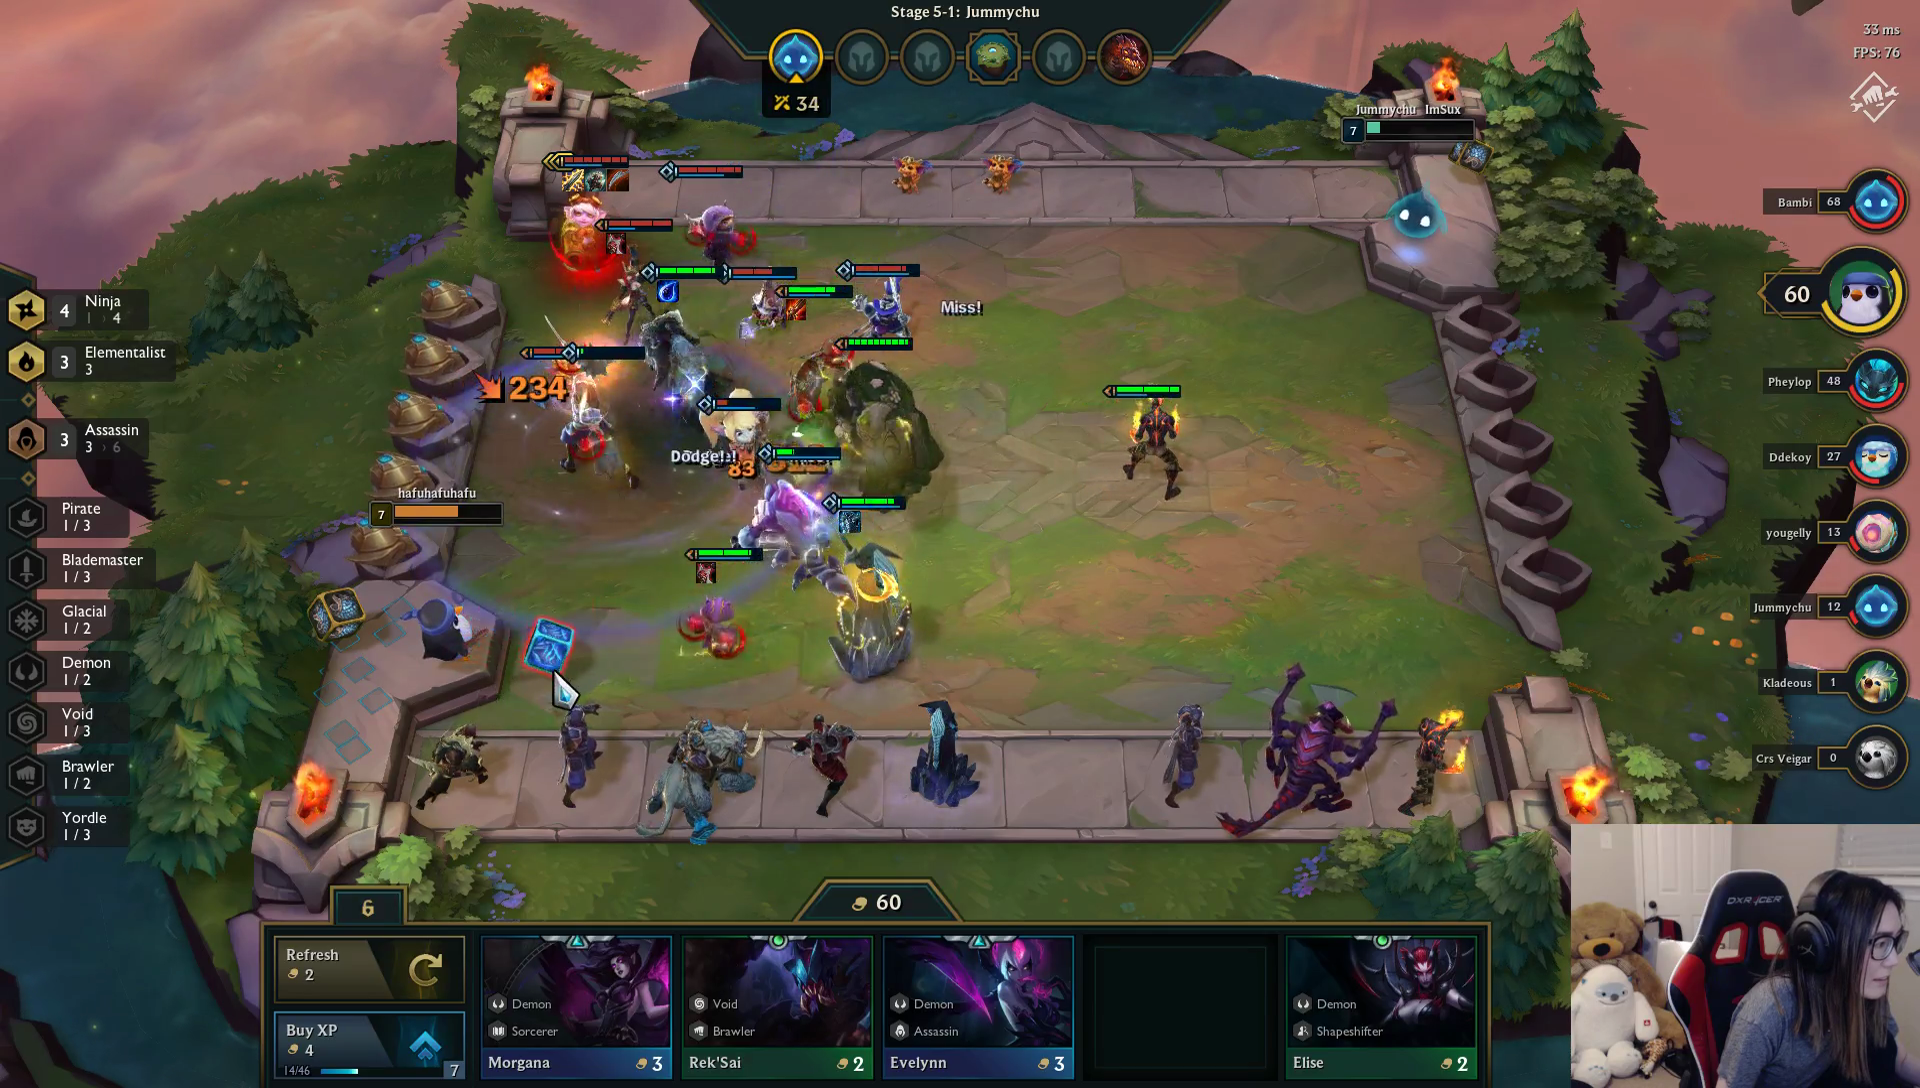 Stage 5-1: Jummychu
33 ms
FPS: 76
34
Jummychu ImSux
7
Bambi 68
60
Pheylop 48
Ddekoy 27
yougelly 13
Jummychu 12
Kladeous 1
Crs Veigar 0
4 Ninja
4
3 Elementalist
3
3 Assassin
3 › 6
Pirate
1 / 3
Blademaster
1 / 3
Glacial
1 / 2
Demon
1 / 2
Void
1 / 3
Brawler
1 / 2
Yordle
1 / 3
Miss!
234
Dodge!
83
hafuhafuhafu
7
6
60
Refresh
2
Buy XP
4
14/46
7
Demon
Sorcerer
Morgana 3
Void
Brawler
Rek'Sai 2
Demon
Assassin
Evelynn 3
Demon
Shapeshifter
Elise 2
DXRACER